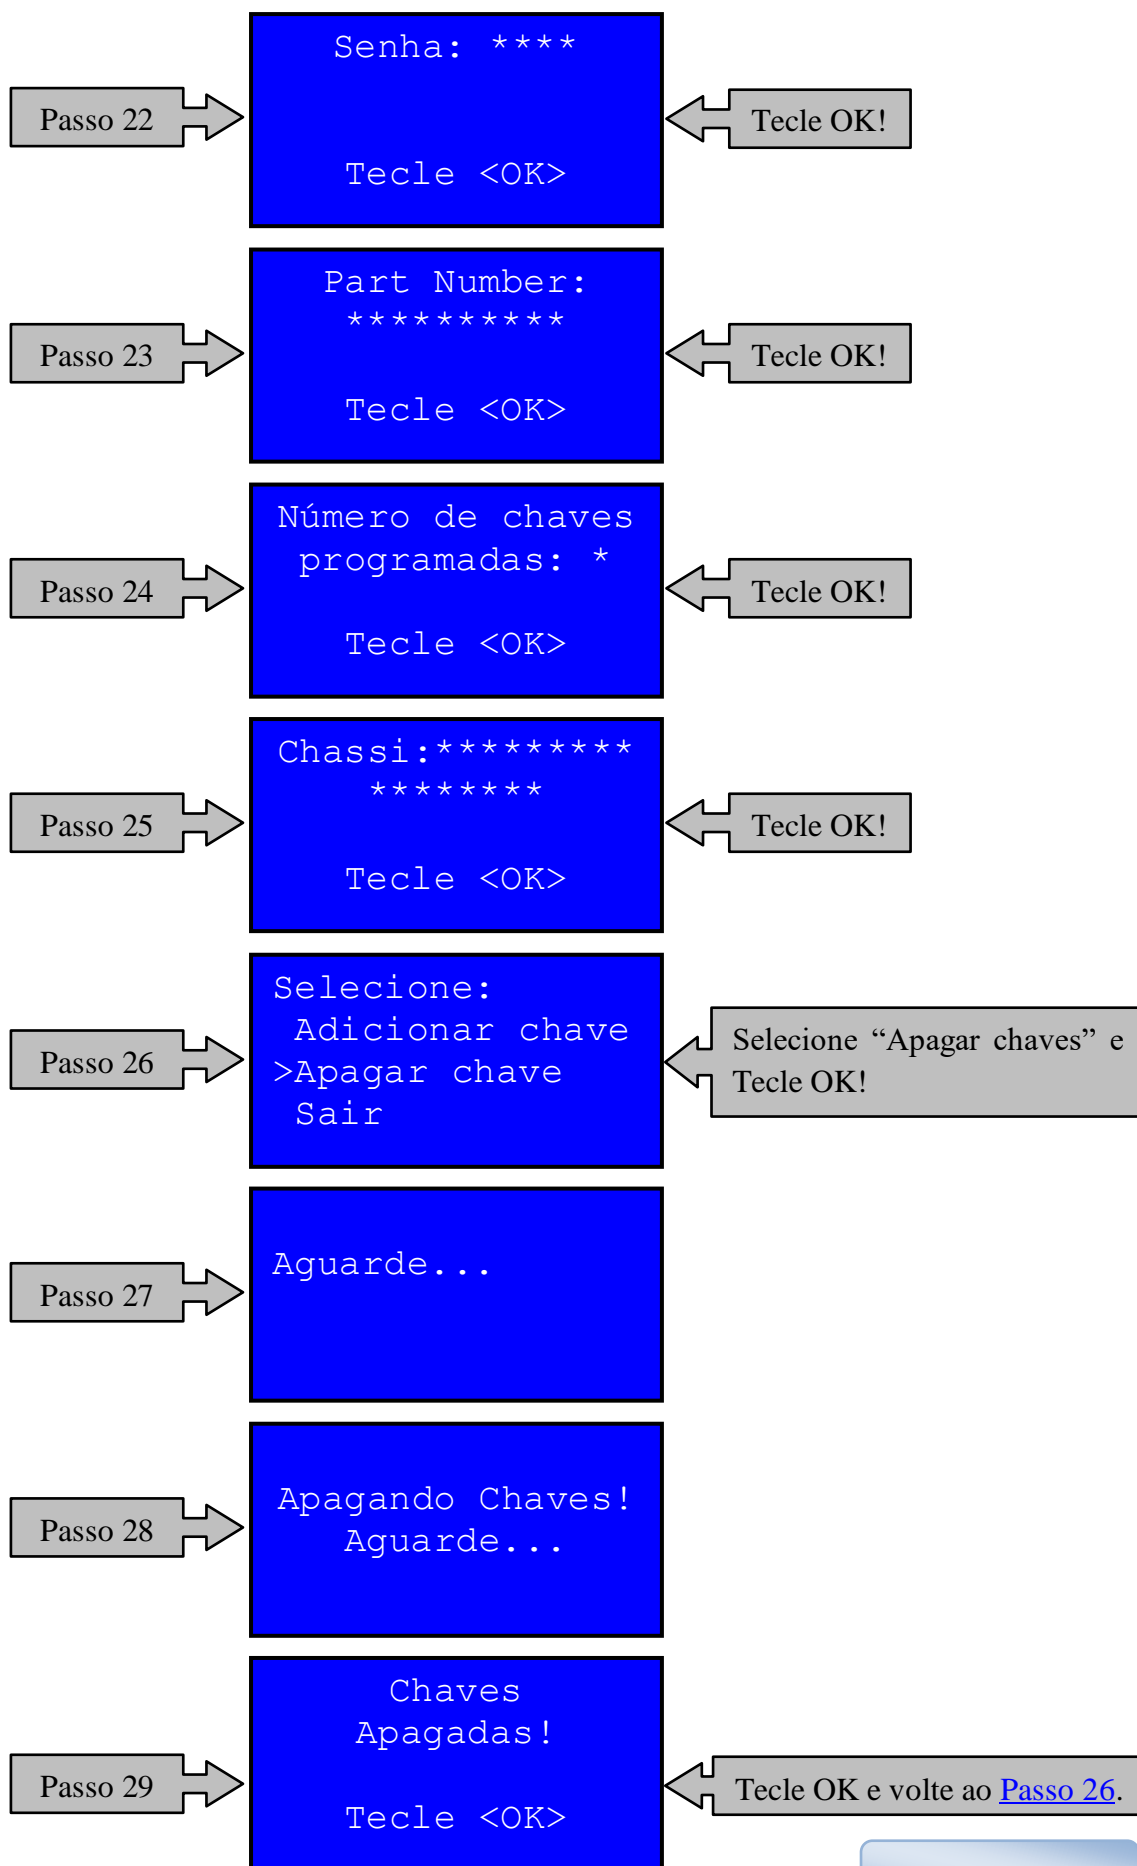 Senha: ****
Passo 22
Tecle OK!
Tecle <OK>
Part Number:
**********
Passo 23
Tecle OK!
Tecle <OK>
Número de chaves
programadas: *
Passo 24
Tecle OK!
Tecle <OK>
Chassi:*********
********
Passo 25
Tecle OK!
Tecle <OK>
Selecione:
Adicionar chave
>Apagar chave
Sair
Passo 26
Selecione “Apagar chaves” e
Tecle OK!
Aguarde...
Passo 27
Apagando Chaves!
Aguarde...
Passo 28
Chaves
Apagadas!
Passo 29
Tecle OK e volte ao Passo 26.
Tecle <OK>